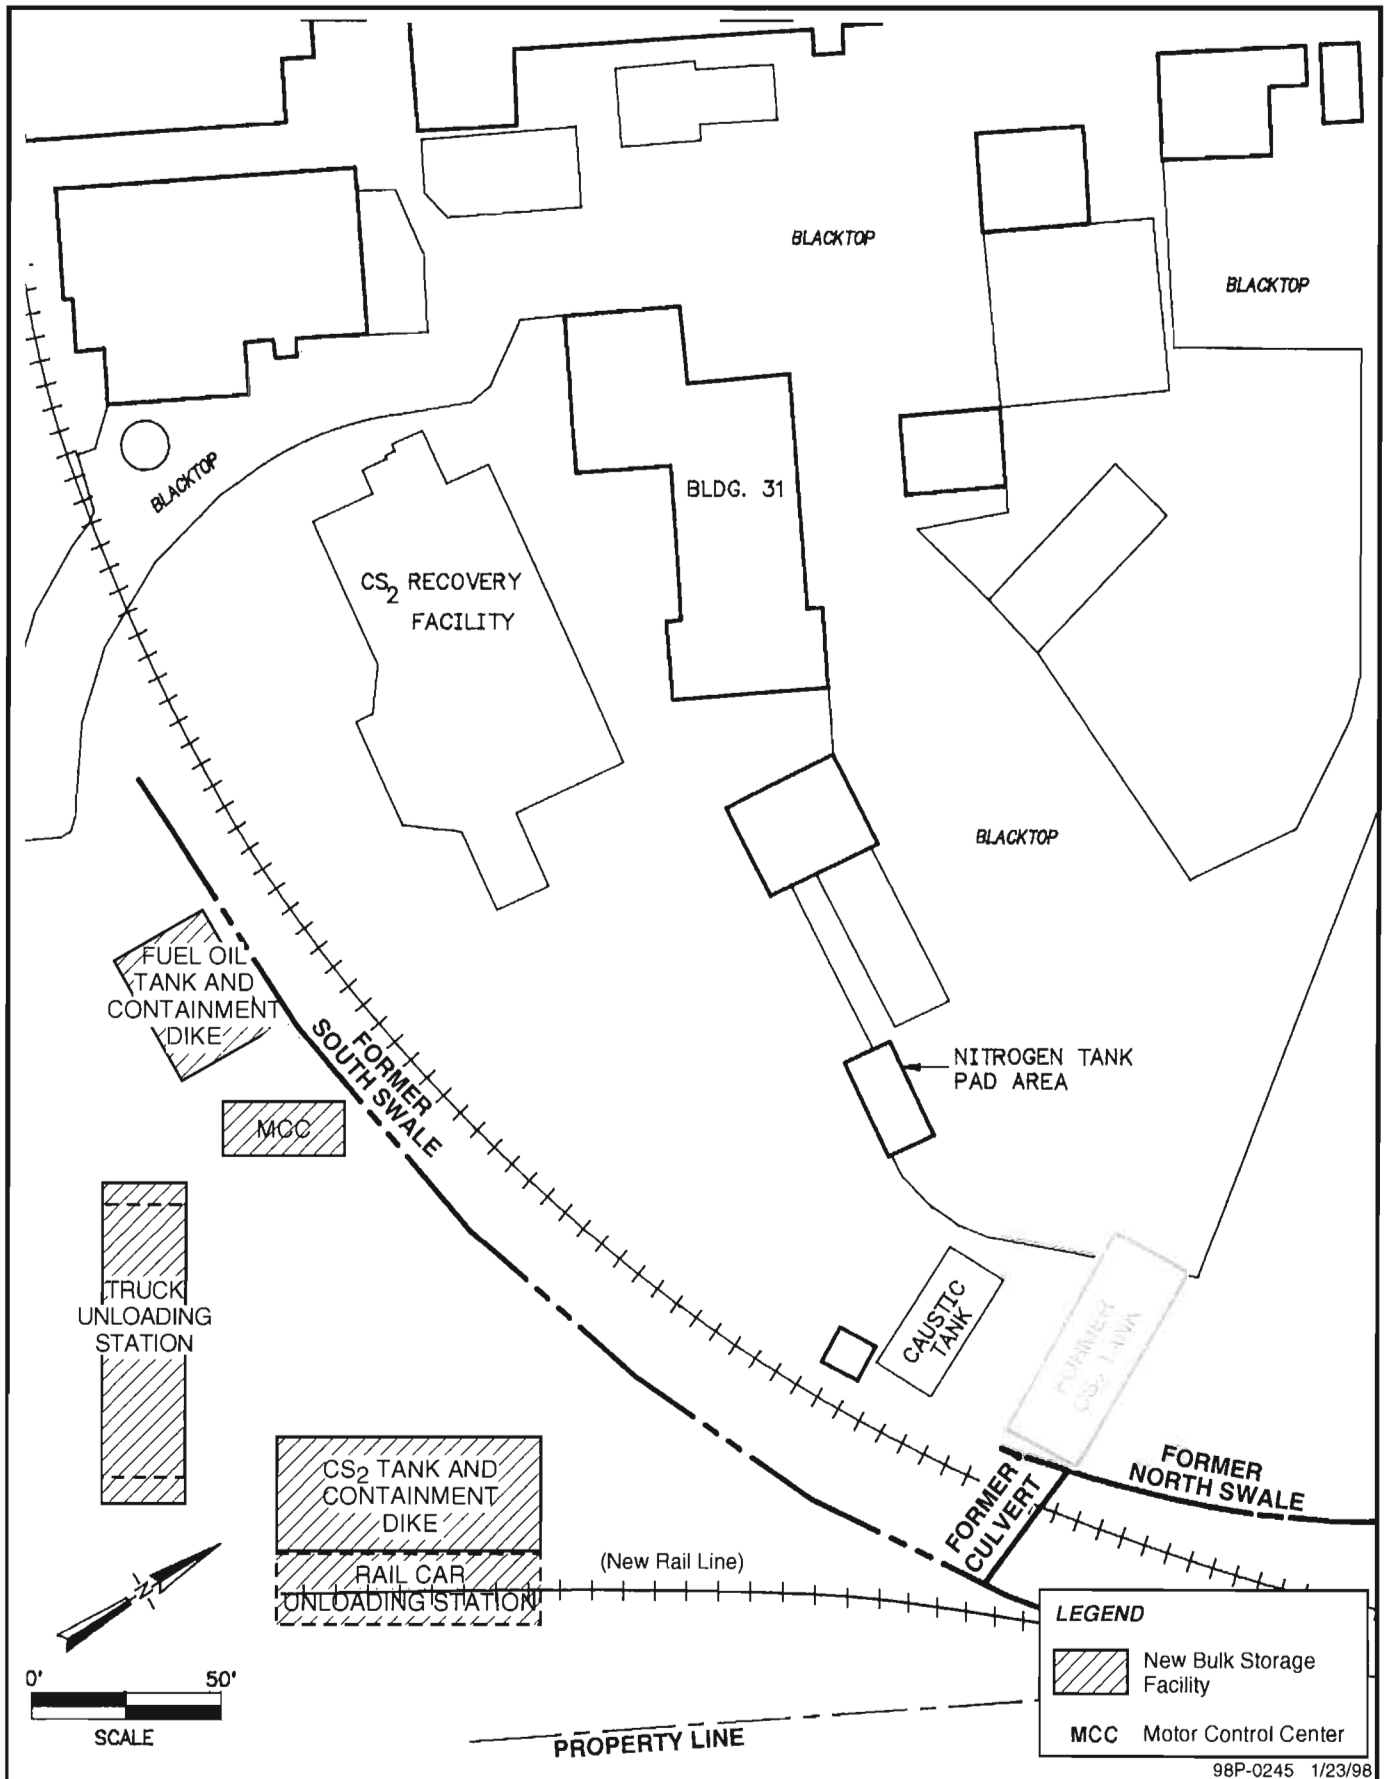 BLACKTOP
BLACKTOP
BLACKTOP
BLDG. 31
CS2 RECOVERY
FACILITY
BLACKTOP
FUEL OIL
TANK AND
CONTAINMENT
DIKE
FORMER
SOUTH SWALE
NITROGEN TANK
PAD AREA
MCC
TRUCK
UNLOADING
STATION
CAUSTIC
TANK
FORMER
CS2 TANK
CS2 TANK AND
CONTAINMENT
DIKE
FORMER
CULVERT
FORMER
NORTH SWALE
(New Rail Line)
RAIL CAR
UNLOADING STATION
N
0' 50'
SCALE
PROPERTY LINE
LEGEND
New Bulk Storage
Facility
MCC Motor Control Center
98P-0245 1/23/98